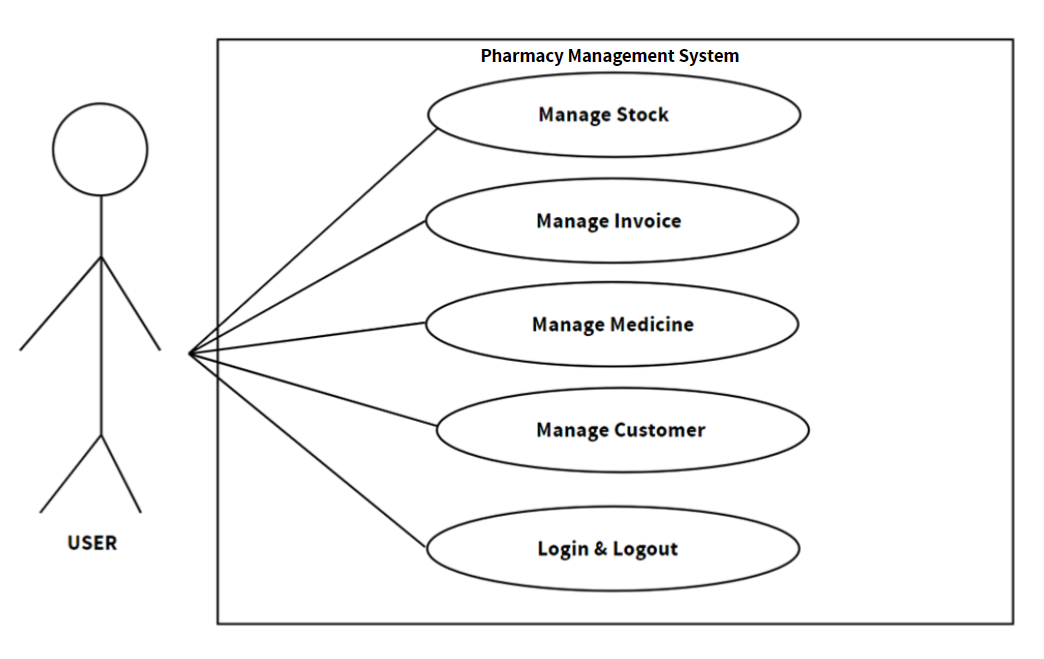 Pharmacy Management System
Manage Stock
Manage Invoice
Manage Medicine
Manage Customer
Login & Logout
USER